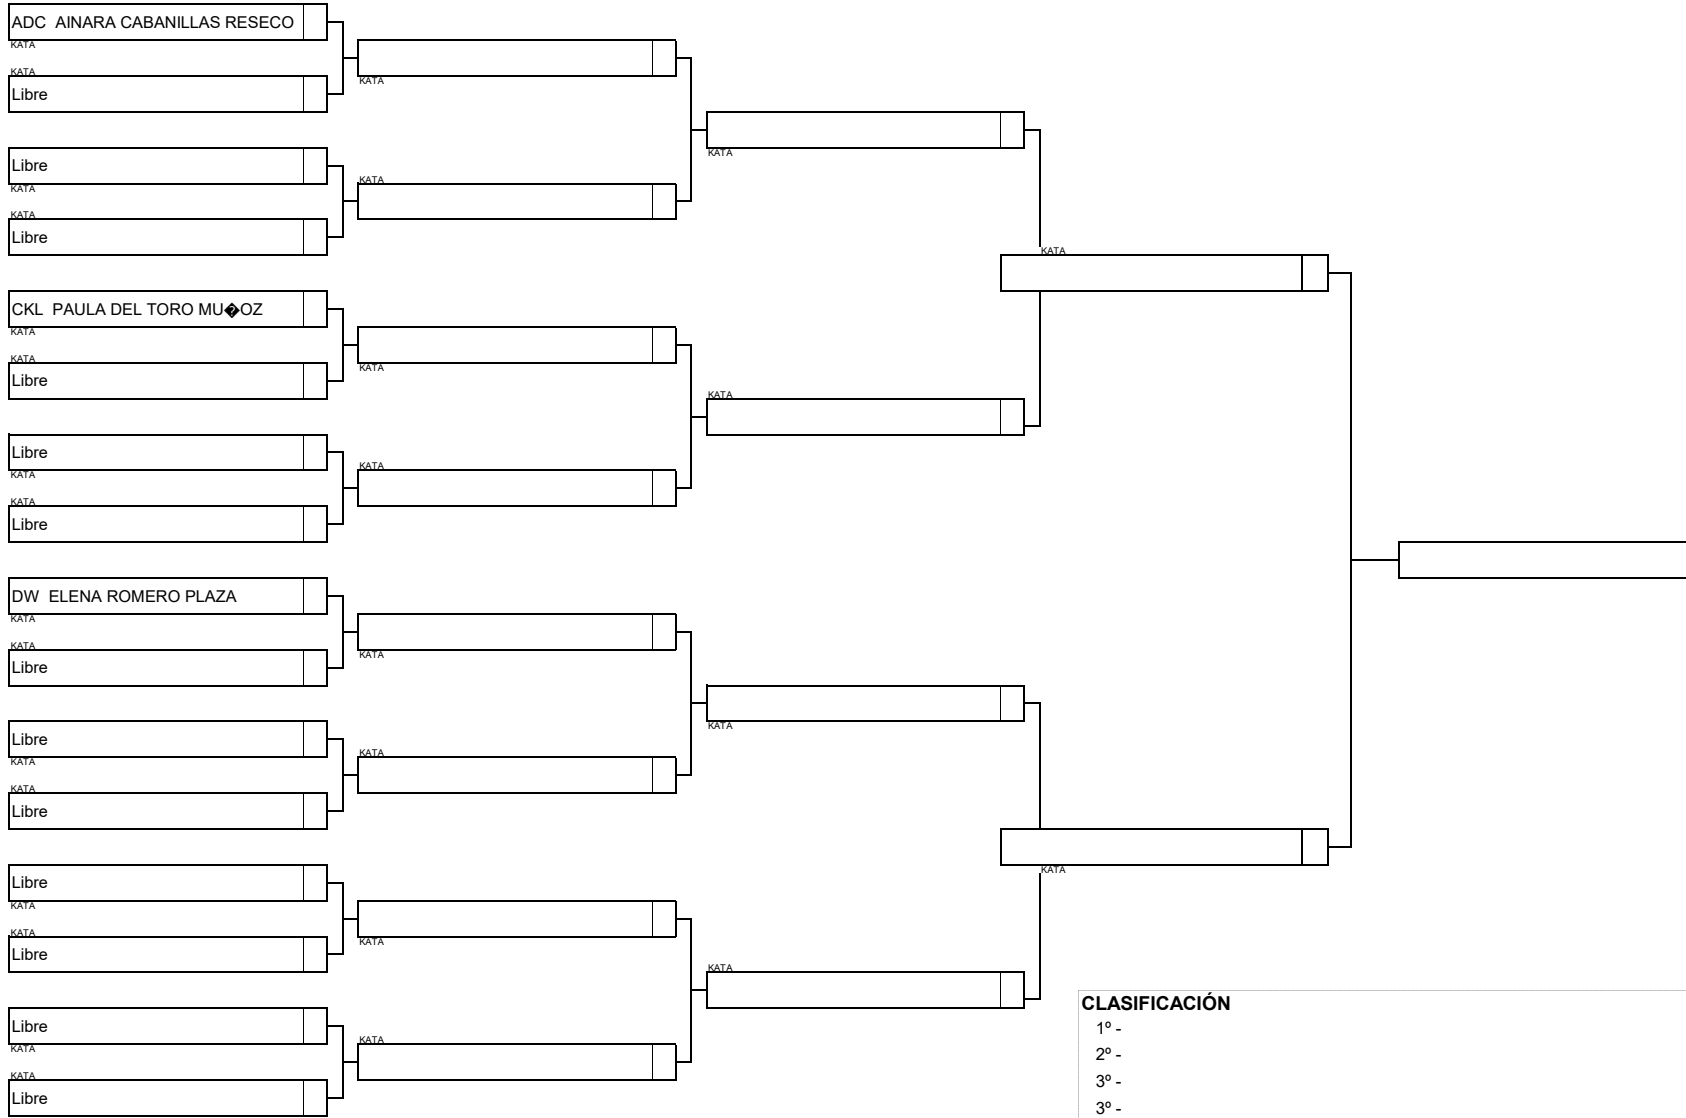 ADC  AINARA CABANILLAS RESECO
KATA
KATA
Libre
Libre
KATA
KATA
Libre
CKL  PAULA DEL TORO MU�OZ
KATA
KATA
Libre
Libre
KATA
KATA
Libre
DW  ELENA ROMERO PLAZA
KATA
KATA
Libre
Libre
KATA
KATA
Libre
Libre
KATA
KATA
Libre
Libre
KATA
KATA
Libre
KATA
KATA
KATA
KATA
KATA
KATA
KATA
KATA
KATA
KATA
KATA
KATA
KATA
KATA
CLASIFICACIÓN
1º -
2º -
3º -
3º -